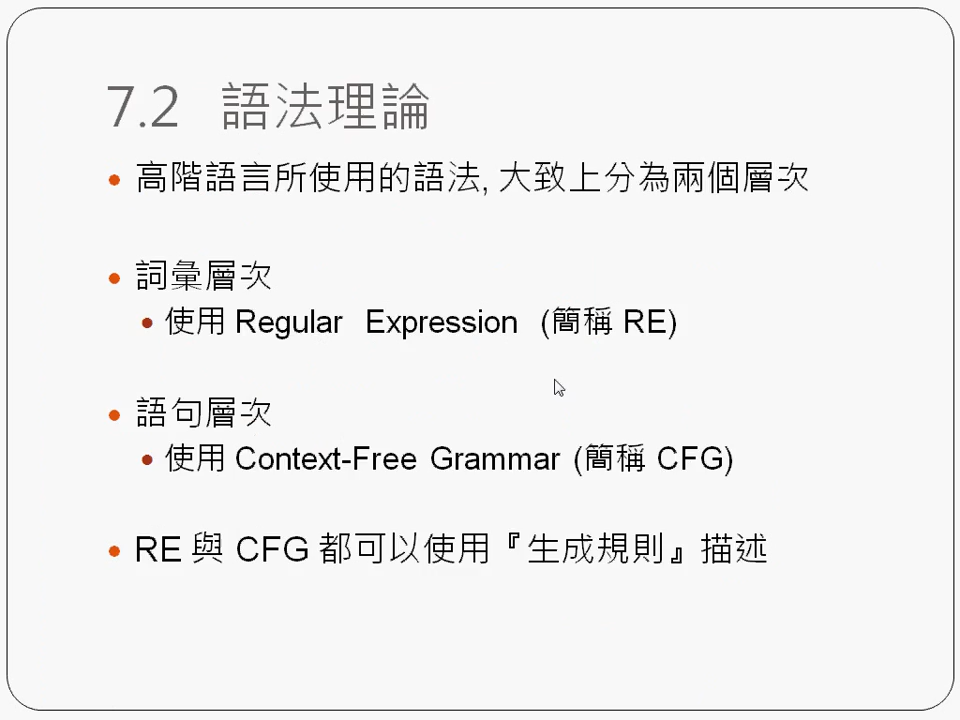 7.2 語法理論
高階語言所使用的語法, 大致上分為兩個層次
詞彙層次
使用 Regular Expression (簡稱 RE)
語句層次
使用 Context-Free Grammar (簡稱 CFG)
RE 與 CFG 都可以使用『生成規則』描述